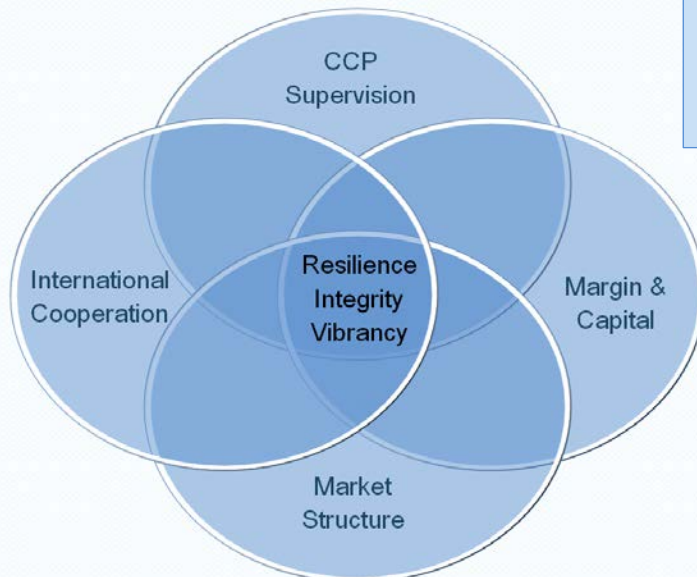 CCP
Supervision
International
Cooperation
Resilience
Integrity
Vibrancy
Margin &
Capital
Market
Structure